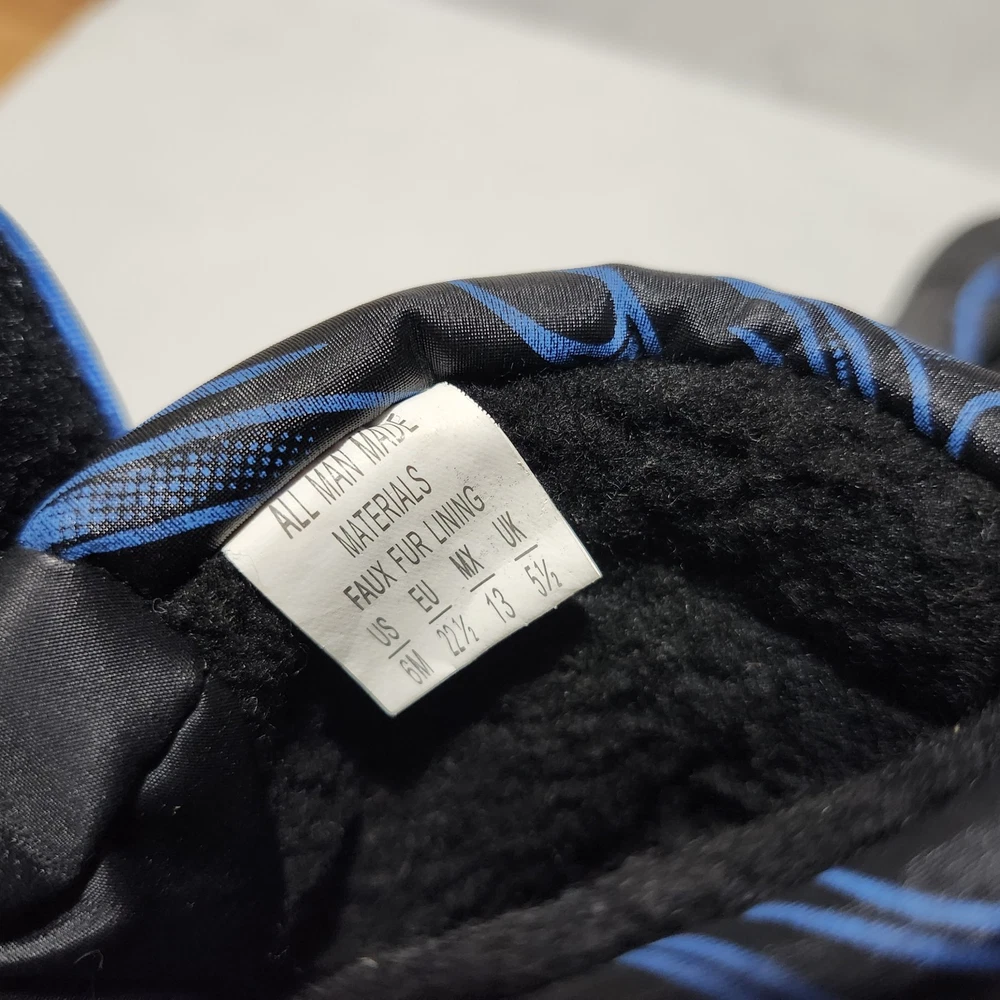 ALL MAN MADE
MATERIALS
FAUX FUR LINING
US EU MX UK
6M 22½ 13 5½